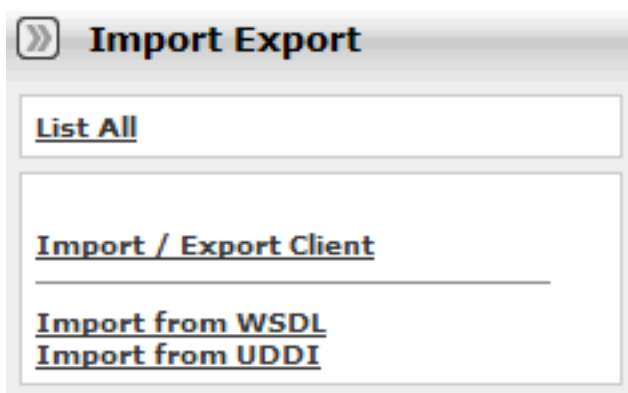 Import Export
List All
Import / Export Client
Import from WSDL
Import from UDDI